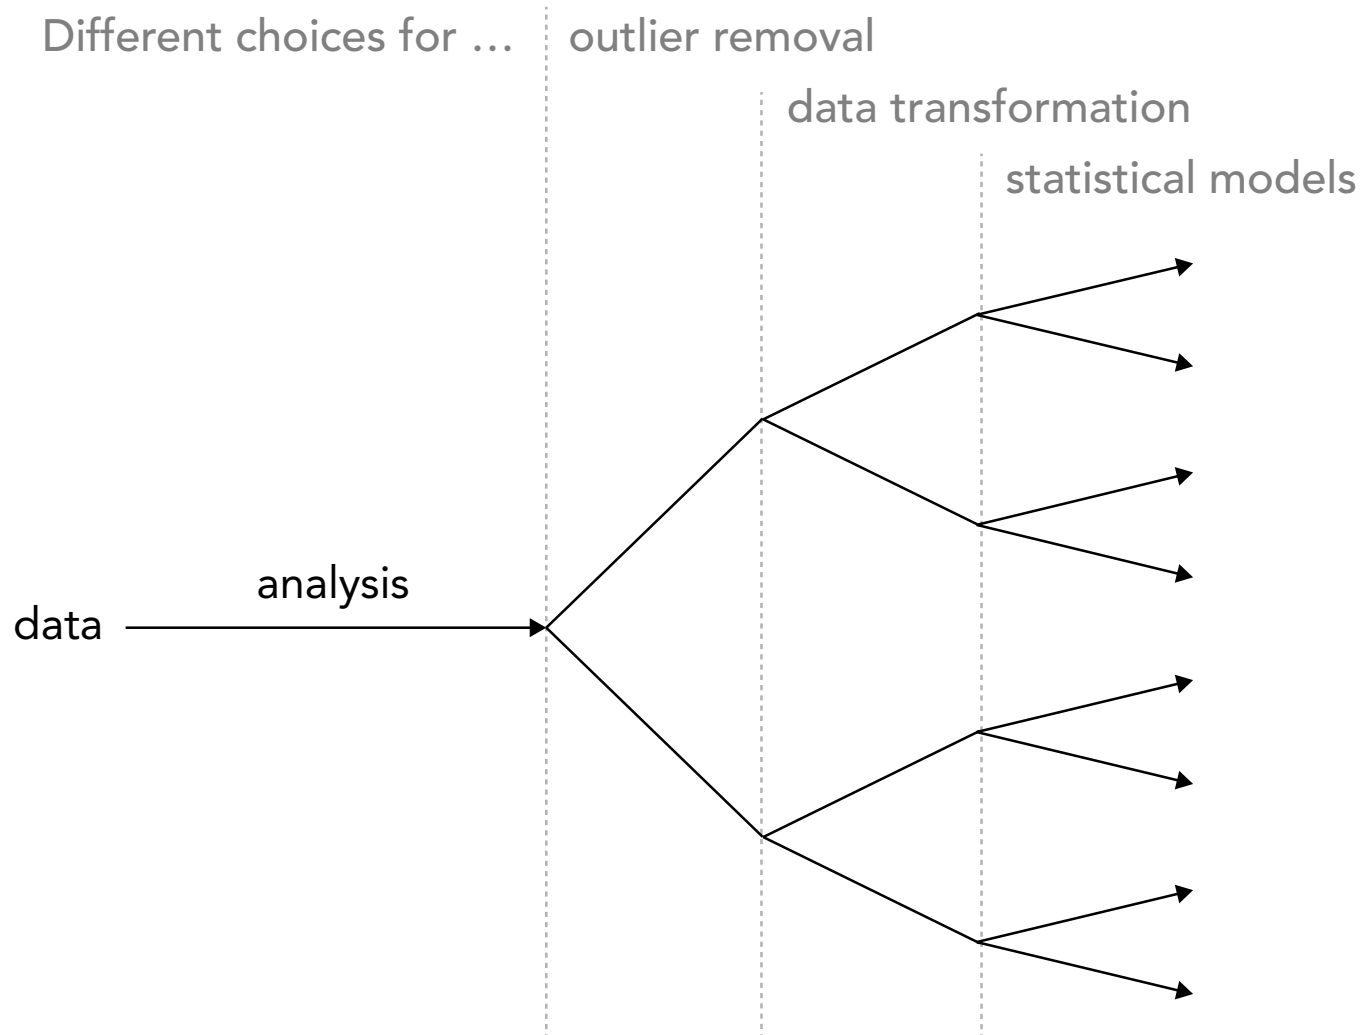 Different choices for …
outlier removal
data transformation
statistical models
analysis
data